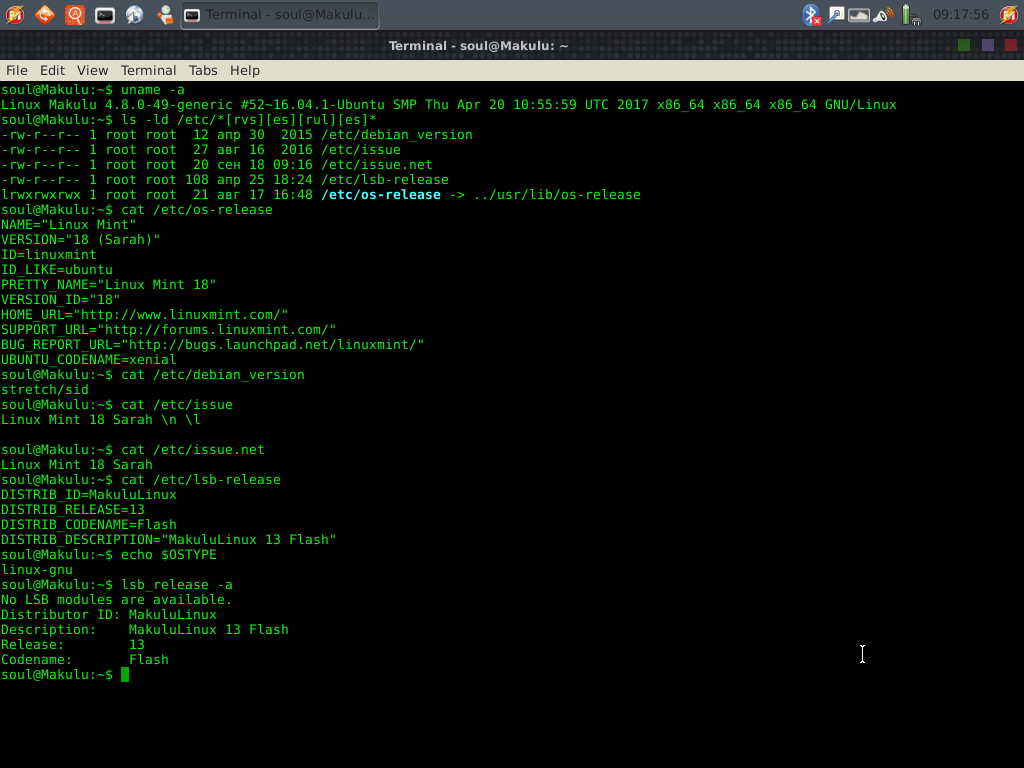 Terminal - soul@Makulu...
09:17:56
Terminal - soul@Makulu: ~
File Edit View Terminal Tabs Help
soul@Makulu:~$ uname -a
Linux Makulu 4.8.0-49-generic #52~16.04.1-Ubuntu SMP Thu Apr 20 10:55:59 UTC 2017 x86_64 x86_64 x86_64 GNU/Linux
soul@Makulu:~$ ls -ld /etc/*[rvs][es][rul][es]*
-rw-r--r-- 1 root root  12 апр 30  2015 /etc/debian_version
-rw-r--r-- 1 root root  27 авг 16  2016 /etc/issue
-rw-r--r-- 1 root root  20 сен 18 09:16 /etc/issue.net
-rw-r--r-- 1 root root 108 апр 25 18:24 /etc/lsb-release
lrwxrwxrwx 1 root root  21 авг 17 16:48 /etc/os-release -> ../usr/lib/os-release
soul@Makulu:~$ cat /etc/os-release
NAME="Linux Mint"
VERSION="18 (Sarah)"
ID=linuxmint
ID_LIKE=ubuntu
PRETTY_NAME="Linux Mint 18"
VERSION_ID="18"
HOME_URL="http://www.linuxmint.com/"
SUPPORT_URL="http://forums.linuxmint.com/"
BUG_REPORT_URL="http://bugs.launchpad.net/linuxmint/"
UBUNTU_CODENAME=xenial
soul@Makulu:~$ cat /etc/debian_version
stretch/sid
soul@Makulu:~$ cat /etc/issue
Linux Mint 18 Sarah \n \l
soul@Makulu:~$ cat /etc/issue.net
Linux Mint 18 Sarah
soul@Makulu:~$ cat /etc/lsb-release
DISTRIB_ID=MakuluLinux
DISTRIB_RELEASE=13
DISTRIB_CODENAME=Flash
DISTRIB_DESCRIPTION="MakuluLinux 13 Flash"
soul@Makulu:~$ echo $OSTYPE
linux-gnu
soul@Makulu:~$ lsb_release -a
No LSB modules are available.
Distributor ID: MakuluLinux
Description:    MakuluLinux 13 Flash
Release:        13
Codename:       Flash
soul@Makulu:~$